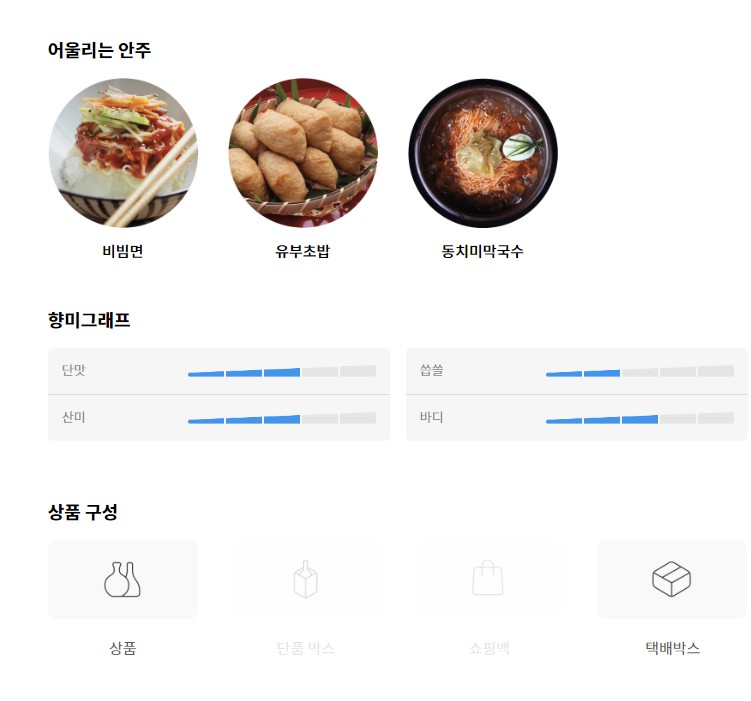 어울리는 안주
비빔면 유부초밥 동치미막국수
향미그래프
단맛 씁쓸
산미 바디
상품 구성
상품 단품 박스 쇼핑백 택배박스